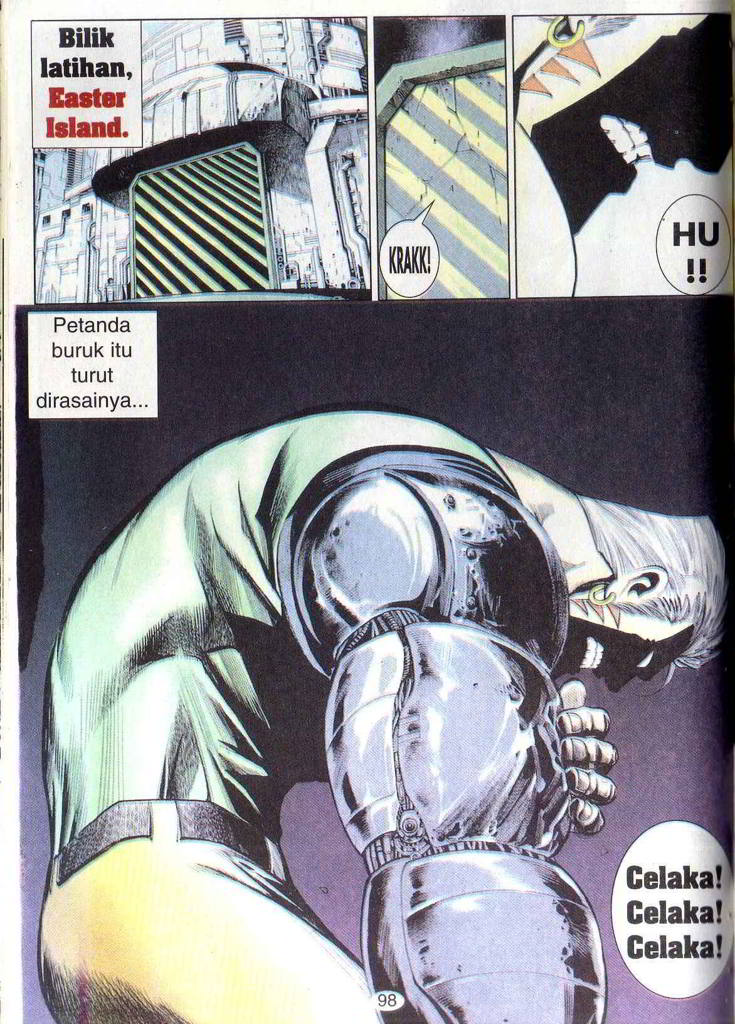 Bilik
latihan,
Easter
Island.
KRAKK!
HU
!!
Petanda
buruk itu
turut
dirasainya...
Celaka!
Celaka!
Celaka!
98